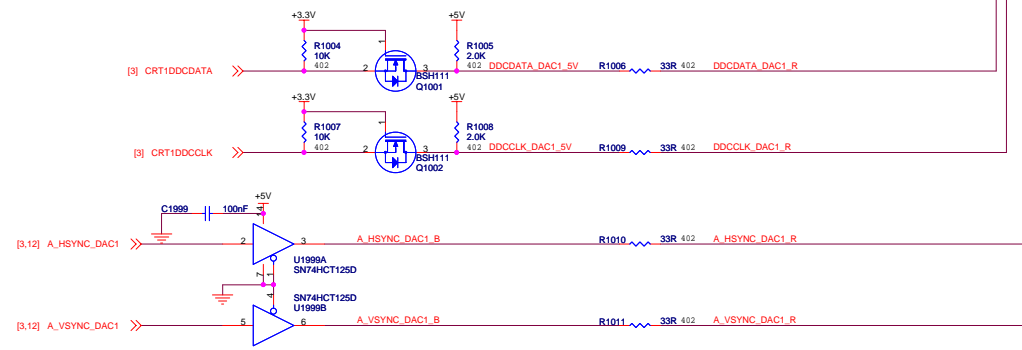 +3.3V
+5V
R1004
10K
402
R1005
2.0K
402
1
2
3
[3] CRT1DDCDATA
DDCDATA_DAC1_5V
R1006
33R 402
DDCDATA_DAC1_R
BSH111
Q1001
+3.3V
+5V
R1007
10K
402
R1008
2.0K
402
1
2
3
[3] CRT1DDCCLK
DDCCLK_DAC1_5V
R1009
33R 402
DDCCLK_DAC1_R
BSH111
Q1002
+5V
C1999
100nF
14
[3,12] A_HSYNC_DAC1
2
3
A_HSYNC_DAC1_B
R1010
33R 402
A_HSYNC_DAC1_R
U1999A
SN74HCT125D
7
1
4
SN74HCT125D
U1999B
[3,12] A_VSYNC_DAC1
5
6
A_VSYNC_DAC1_B
R1011
33R 402
A_VSYNC_DAC1_R